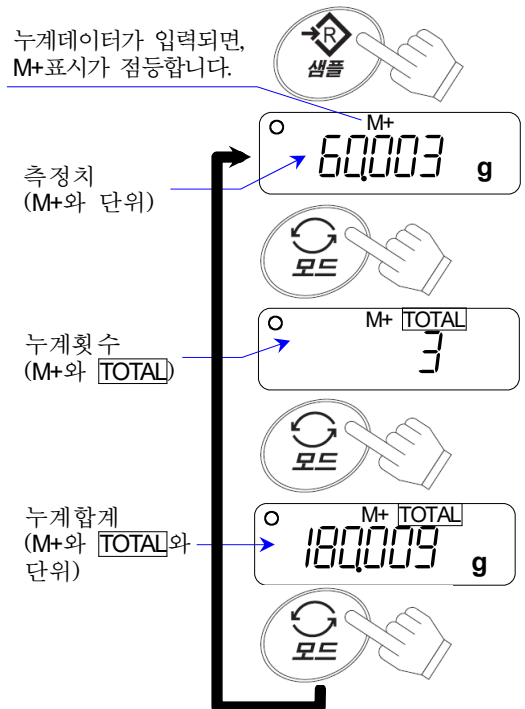 누계데이터가 입력되면,
M+표시가 점등합니다.
R
샘플
M+
60.003 g
측정치
(M+와 단위)
모드
M+ TOTAL
3
누계횟수
(M+와 TOTAL)
모드
M+ TOTAL
180.009 g
누계합계
(M+와 TOTAL와
단위)
모드